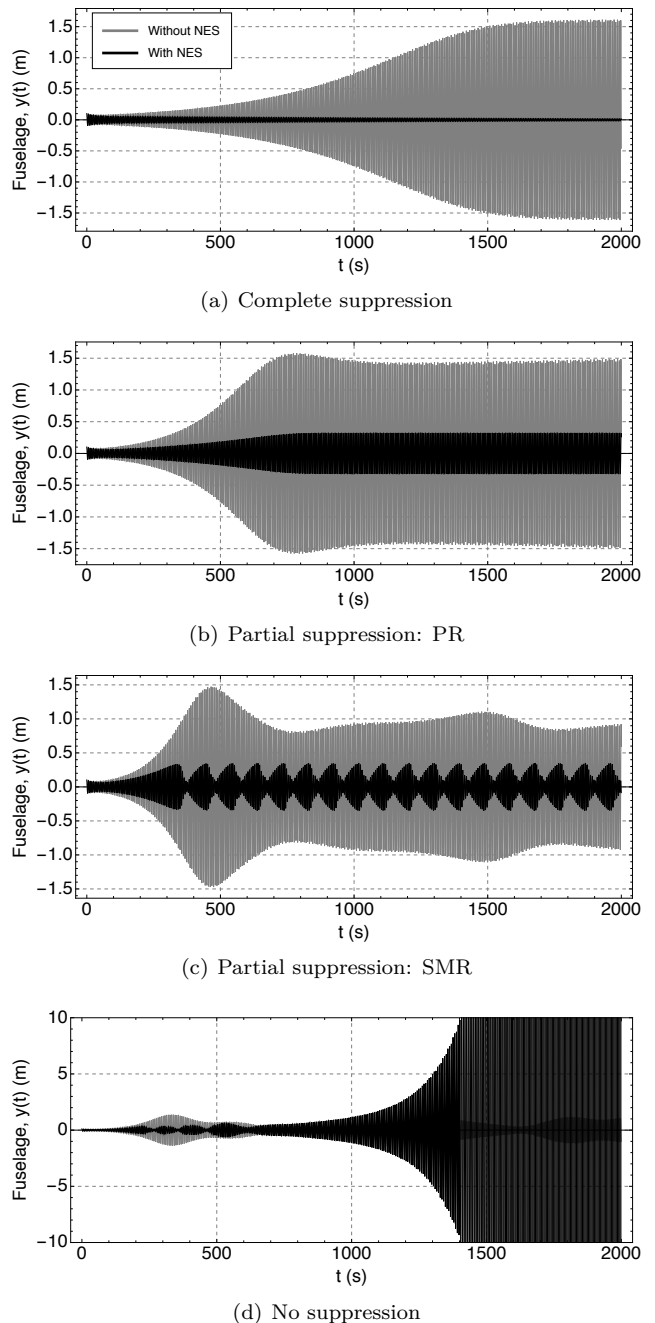 Without NES
With NES
Fuselage, y(t) (m)
1.5
1.0
0.5
0.0
−0.5
−1.0
−1.5
0 500 1000 1500 2000
t (s)
(a) Complete suppression
Fuselage, y(t) (m)
1.5
1.0
0.5
0.0
−0.5
−1.0
−1.5
0 500 1000 1500 2000
t (s)
(b) Partial suppression: PR
Fuselage, y(t) (m)
1.5
1.0
0.5
0.0
−0.5
−1.0
−1.5
0 500 1000 1500 2000
t (s)
(c) Partial suppression: SMR
Fuselage, y(t) (m)
10
5
0
−5
−10
0 500 1000 1500 2000
t (s)
(d) No suppression